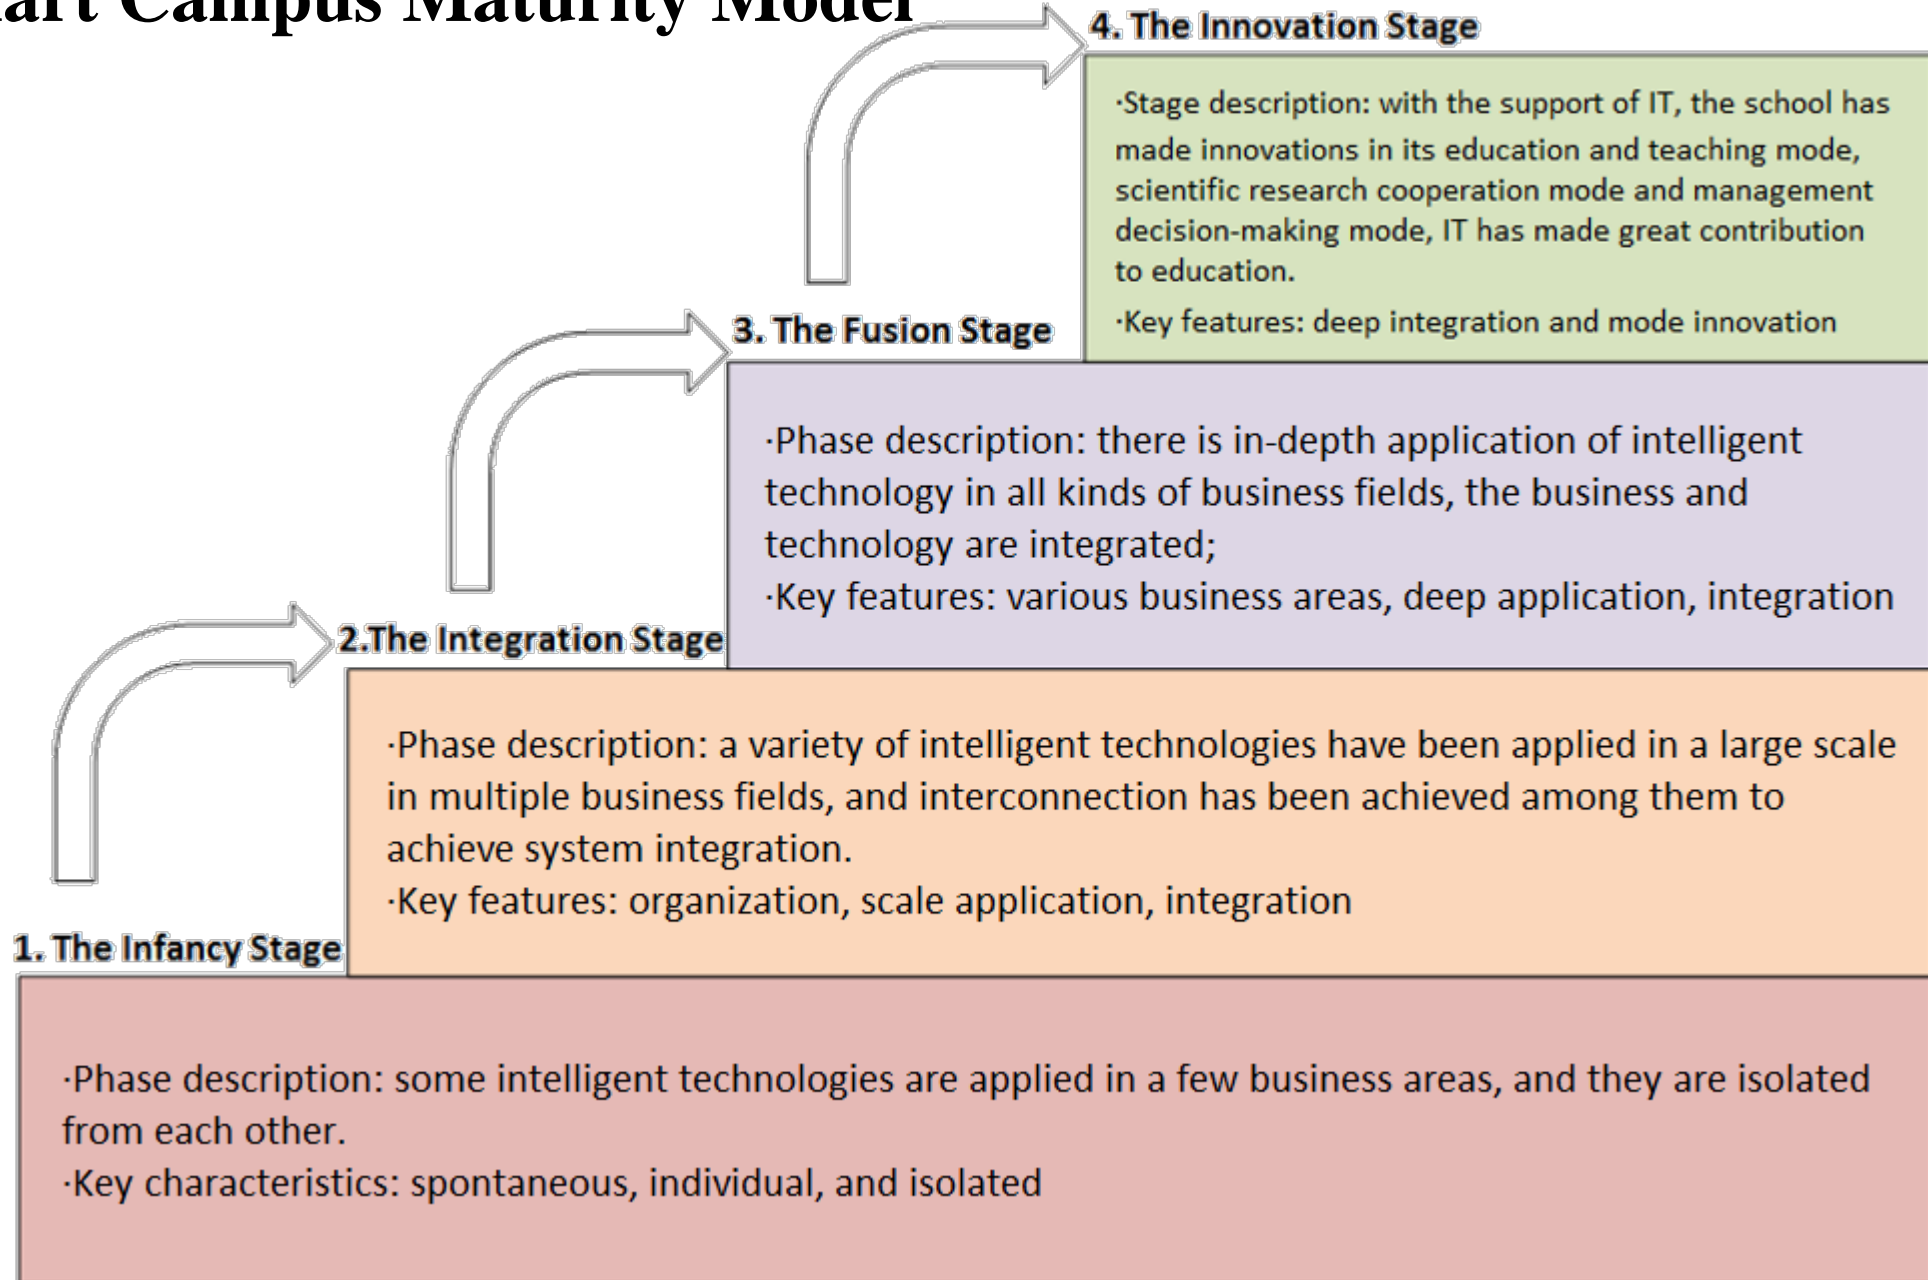 art Campus Maturity Model
4. The Innovation Stage
·Stage description: with the support of IT, the school has
made innovations in its education and teaching mode,
scientific research cooperation mode and management
decision-making mode, IT has made great contribution
to education.
·Key features: deep integration and mode innovation
3. The Fusion Stage
·Phase description: there is in-depth application of intelligent
technology in all kinds of business fields, the business and
technology are integrated;
·Key features: various business areas, deep application, integration
2.The Integration Stage
·Phase description: a variety of intelligent technologies have been applied in a large scale
in multiple business fields, and interconnection has been achieved among them to
achieve system integration.
·Key features: organization, scale application, integration
1. The Infancy Stage
·Phase description: some intelligent technologies are applied in a few business areas, and they are isolated
from each other.
·Key characteristics: spontaneous, individual, and isolated